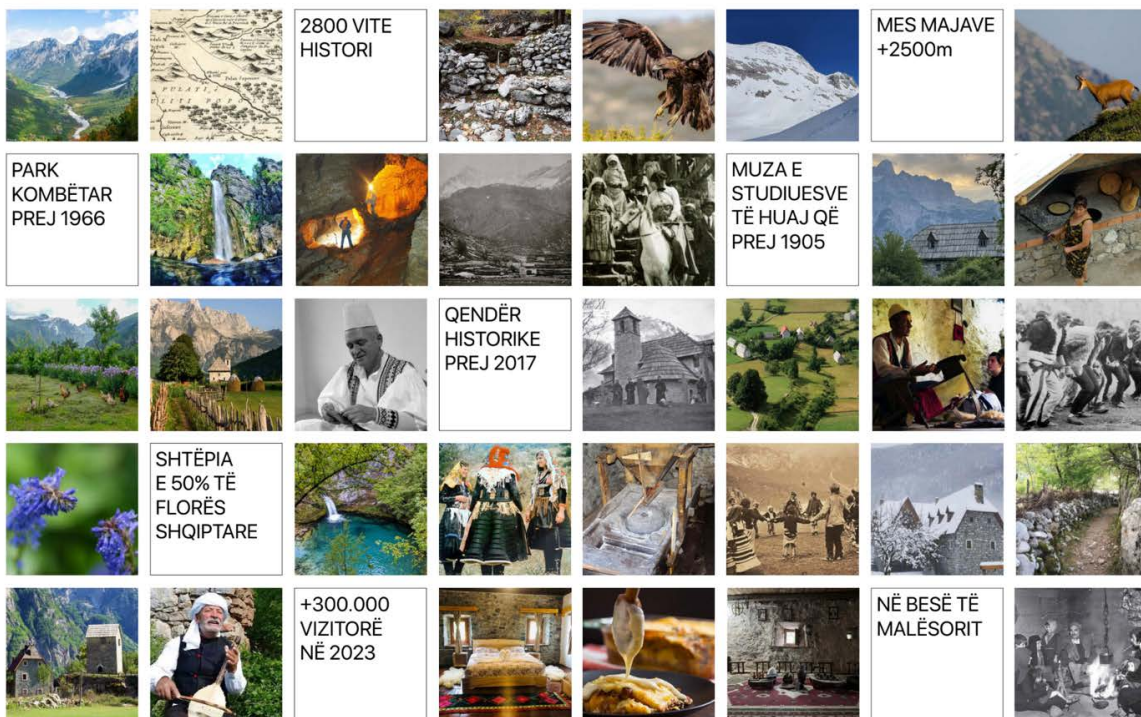 2800 VITE
HISTORI
MES MAJAVE
+2500m
PULATI
PARK
KOMBËTAR
PREJ 1966
MUZA E
STUDIUESVE
TË HUAJ QË
PREJ 1905
QENDËR
HISTORIKE
PREJ 2017
SHTËPIA
E 50% TË
FLORËS
SHQIPTARE
+300.000
VIZITORË
NË 2023
NË BESË TË
MALËSORIT